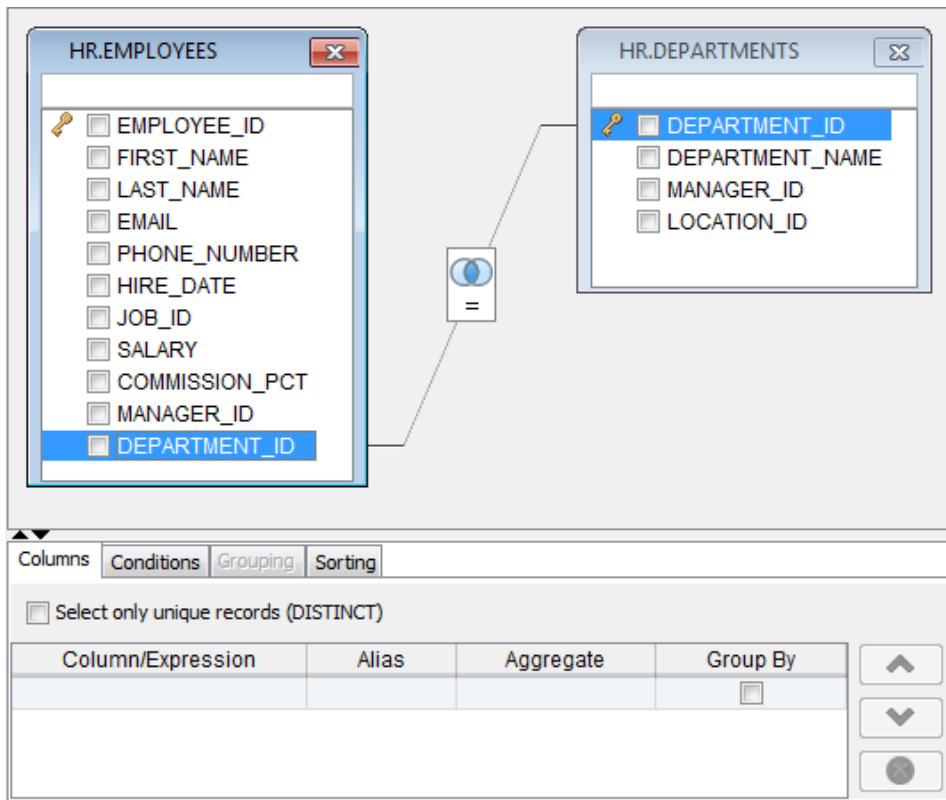 HR.EMPLOYEES
EMPLOYEE_ID
FIRST_NAME
LAST_NAME
EMAIL
PHONE_NUMBER
HIRE_DATE
JOB_ID
SALARY
COMMISSION_PCT
MANAGER_ID
DEPARTMENT_ID
=
HR.DEPARTMENTS
DEPARTMENT_ID
DEPARTMENT_NAME
MANAGER_ID
LOCATION_ID
Columns Conditions Grouping Sorting
Select only unique records (DISTINCT)
Column/Expression Alias Aggregate Group By